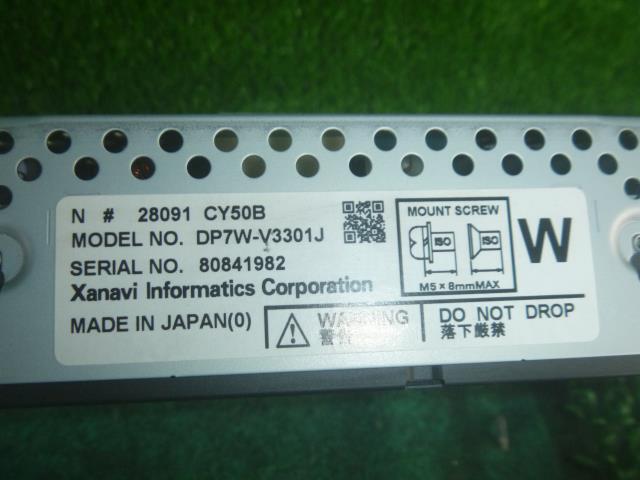 N # 28091 CY50B
MODEL NO. DP7W-V3301J
SERIAL NO. 80841982
Xanavi Informatics Corporation
MADE IN JAPAN(0)
MOUNT SCREW
ISO ISO
M5×8mmMAX
W
WARNING
警告
DO NOT DROP
落下厳禁